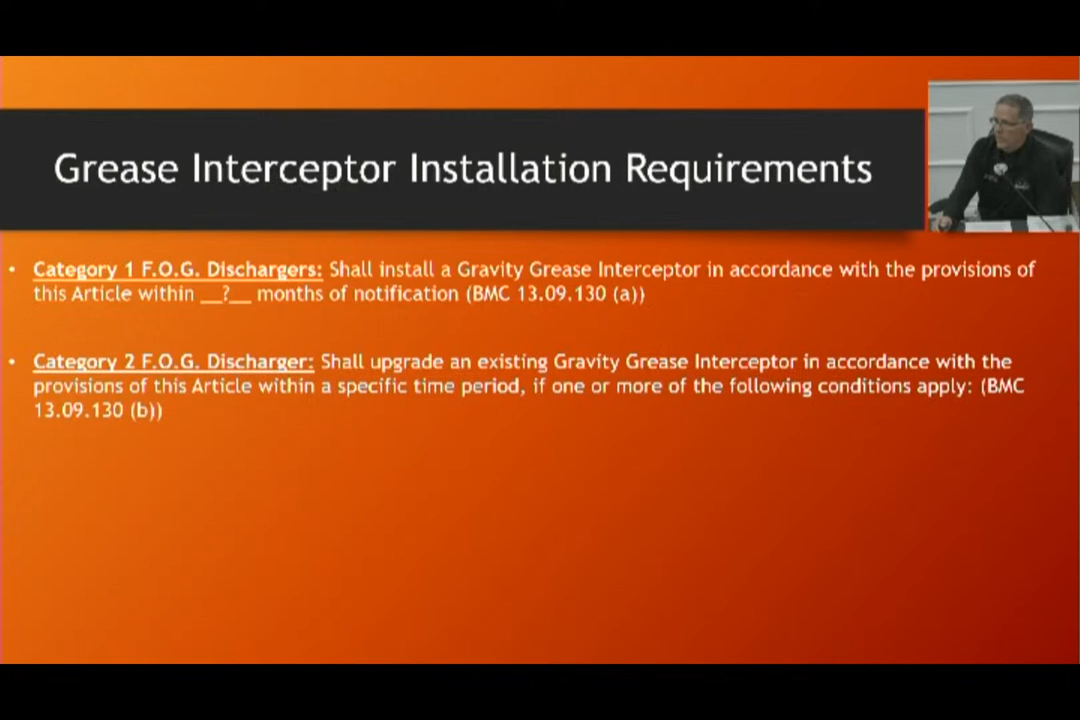 Grease Interceptor Installation Requirements
• Category 1 F.O.G. Dischargers: Shall install a Gravity Grease Interceptor in accordance with the provisions of
this Article within __?__ months of notification (BMC 13.09.130 (a))
• Category 2 F.O.G. Discharger: Shall upgrade an existing Gravity Grease Interceptor in accordance with the
provisions of this Article within a specific time period, if one or more of the following conditions apply: (BMC
13.09.130 (b))